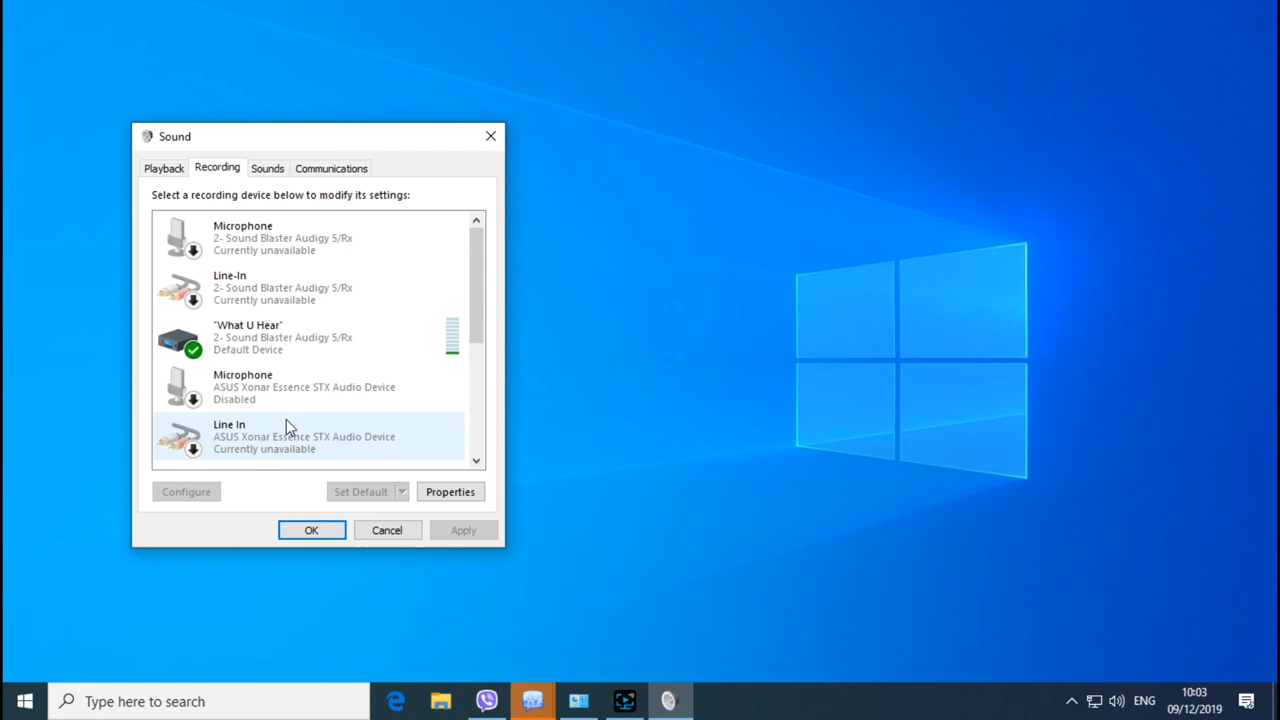 Sound
Playback
Recording
Sounds
Communications
Select a recording device below to modify its settings:
Microphone
2- Sound Blaster Audigy 5/Rx
Currently unavailable
Line-In
2- Sound Blaster Audigy 5/Rx
Currently unavailable
"What U Hear"
2- Sound Blaster Audigy 5/Rx
Default Device
Microphone
ASUS Xonar Essence STX Audio Device
Disabled
Line In
ASUS Xonar Essence STX Audio Device
Currently unavailable
Configure
Set Default
Properties
OK
Cancel
Apply
Type here to search
ENG
10:03
09/12/2019